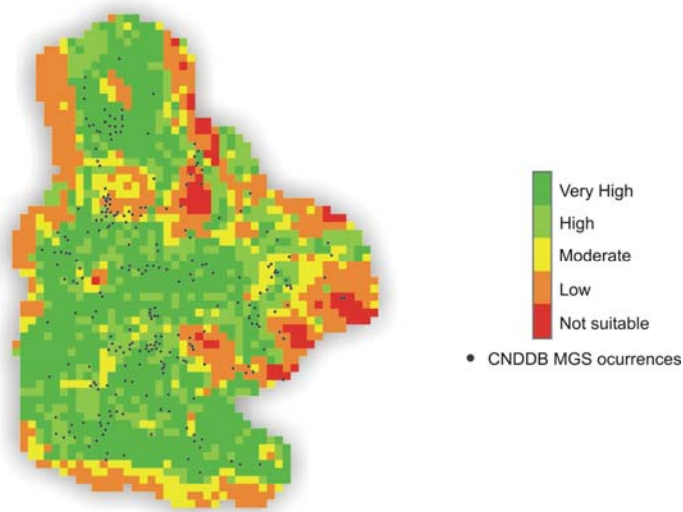 Very High
High
Moderate
Low
Not suitable
CNDDB MGS ocurrences